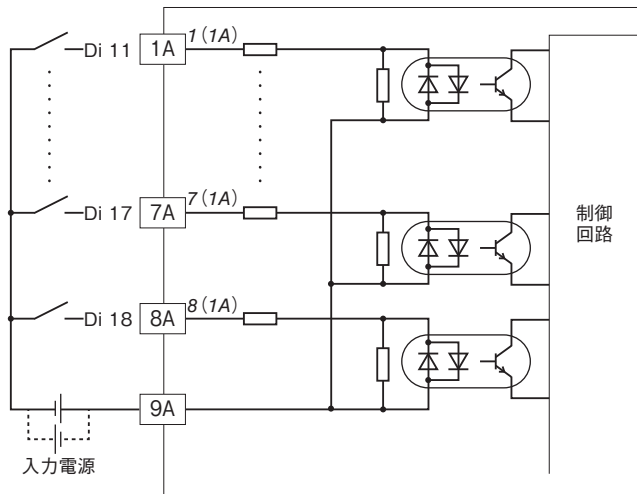 Di 11 1A 1 (1A)
Di 17 7A 7 (1A)
制御
回路
Di 18 8A 8 (1A)
9A
入力電源